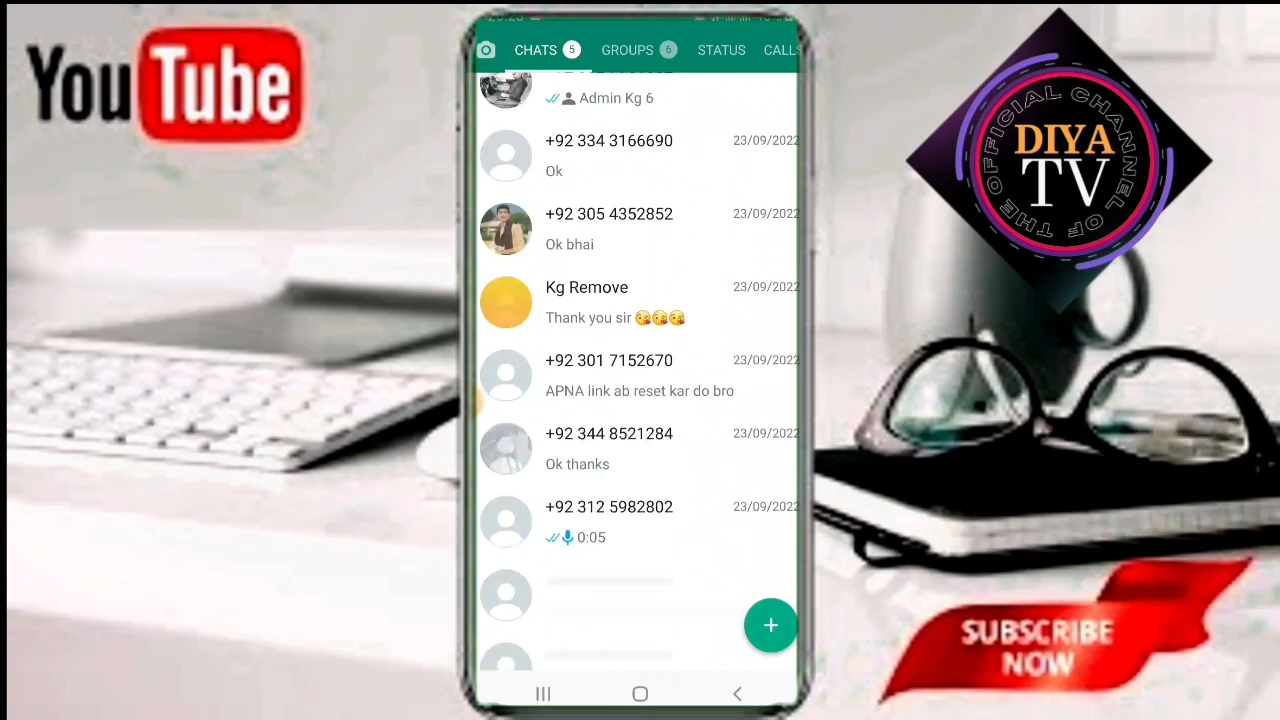 YouTube
CHATS 5 GROUPS 6 STATUS CALLS
Admin Kg 6
+92 334 3166690 23/09/2022
Ok
+92 305 4352852 23/09/2022
Ok bhai
Kg Remove 23/09/2022
Thank you sir 😘😘😘
+92 301 7152670 23/09/2022
APNA link ab reset kar do bro
+92 344 8521284 23/09/2022
Ok thanks
+92 312 5982802 23/09/2022
0:05
+
OFFICIAL CHANNEL OF THE
DIYA
TV
SUBSCRIBE
NOW